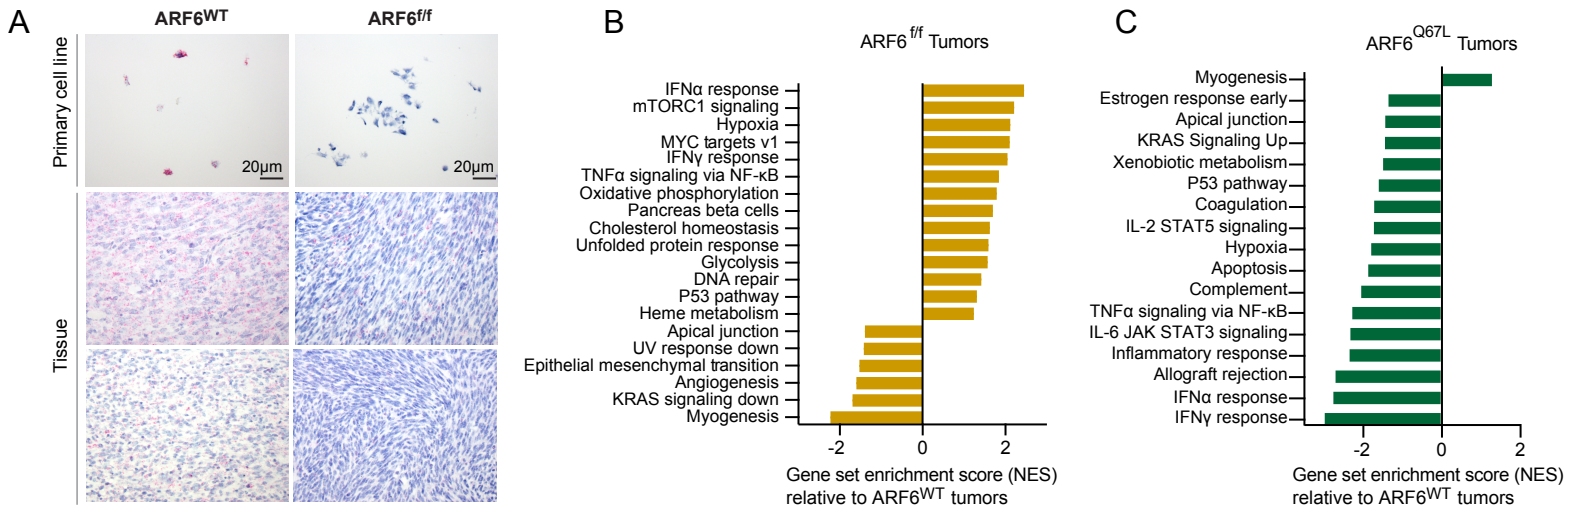 A
ARF6WT
ARF6f/f
Primary cell line
20µm
20µm
Tissue
B
ARF6 f/f Tumors
IFNα response
mTORC1 signaling
Hypoxia
MYC targets v1
IFNγ response
TNFα signaling via NF-κB
Oxidative phosphorylation
Pancreas beta cells
Cholesterol homeostasis
Unfolded protein response
Glycolysis
DNA repair
P53 pathway
Heme metabolism
Apical junction
UV response down
Epithelial mesenchymal transition
Angiogenesis
KRAS signaling down
Myogenesis
-2 0 2
Gene set enrichment score (NES)
relative to ARF6WT tumors
C
ARF6Q67L Tumors
Myogenesis
Estrogen response early
Apical junction
KRAS Signaling Up
Xenobiotic metabolism
P53 pathway
Coagulation
IL-2 STAT5 signaling
Hypoxia
Apoptosis
Complement
TNFα signaling via NF-κB
IL-6 JAK STAT3 signaling
Inflammatory response
Allograft rejection
IFNα response
IFNγ response
-2 0 2
Gene set enrichment score (NES)
relative to ARF6WT tumors